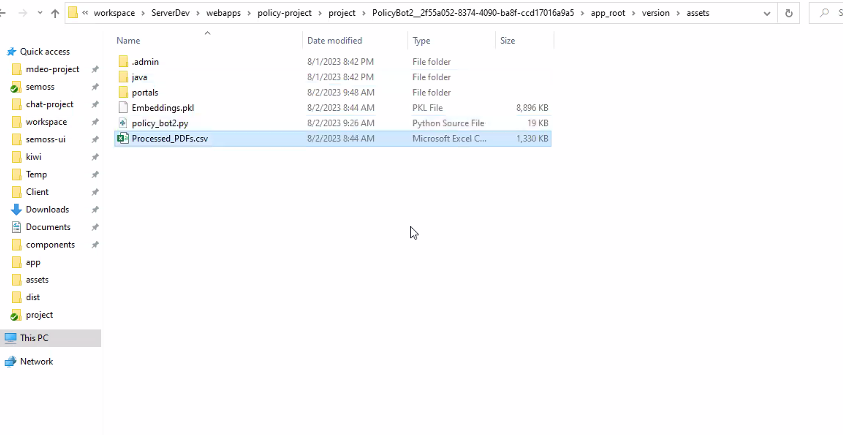 « workspace › ServerDev › webapps › policy-project › project › PolicyBot2__2f55a052-8374-4090-ba8f-ccd17016a9a5 › app_root › version › assets
Name Date modified Type Size
Quick access
mdeo-project
semoss
chat-project
workspace
semoss-ui
kiwi
Temp
Client
Downloads
Documents
components
app
assets
dist
project
This PC
Network
.admin 8/1/2023 8:42 PM File folder
java 8/1/2023 8:42 PM File folder
portals 8/2/2023 9:48 AM File folder
Embeddings.pkl 8/2/2023 8:44 AM PKL File 8,896 KB
policy_bot2.py 8/2/2023 9:26 AM Python Source File 19 KB
Processed_PDFs.csv 8/2/2023 8:44 AM Microsoft Excel C... 1,330 KB